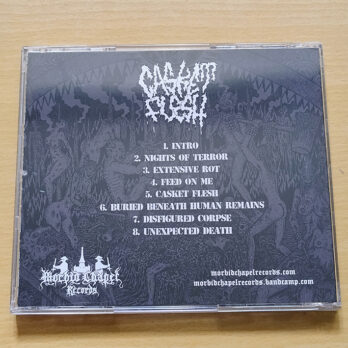 CASKET
FLESH
1. INTRO
2. NIGHTS OF TERROR
3. EXTENSIVE ROT
4. FEED ON ME
5. CASKET FLESH
6. BURIED BENEATH HUMAN REMAINS
7. DISFIGURED CORPSE
8. UNEXPECTED DEATH
Morbid Chapel
Records
morbidchapelrecords.com
morbidchapelrecords.bandcamp.com